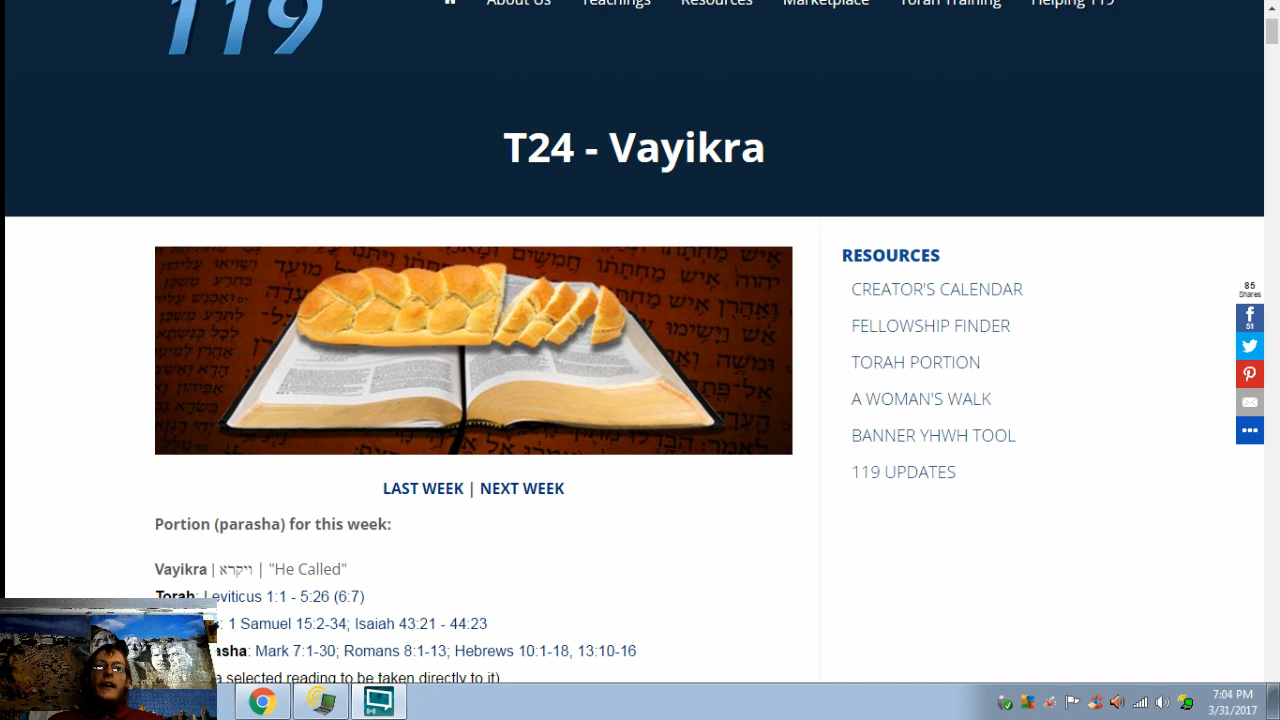 About Us Teachings Resources Marketplace Torah Training Helping 119
119
T24 - Vayikra
RESOURCES
CREATOR'S CALENDAR
FELLOWSHIP FINDER
TORAH PORTION
A WOMAN'S WALK
BANNER YHWH TOOL
119 UPDATES
85
Shares
51
LAST WEEK | NEXT WEEK
Portion (parasha) for this week:
Vayikra | ויקרא | "He Called"
Torah: Leviticus 1:1 - 5:26 (6:7)
: 1 Samuel 15:2-34; Isaiah 43:21 - 44:23
asha: Mark 7:1-30; Romans 8:1-13; Hebrews 10:1-18, 13:10-16
a selected reading to be taken directly to it)
7:04 PM
3/31/2017